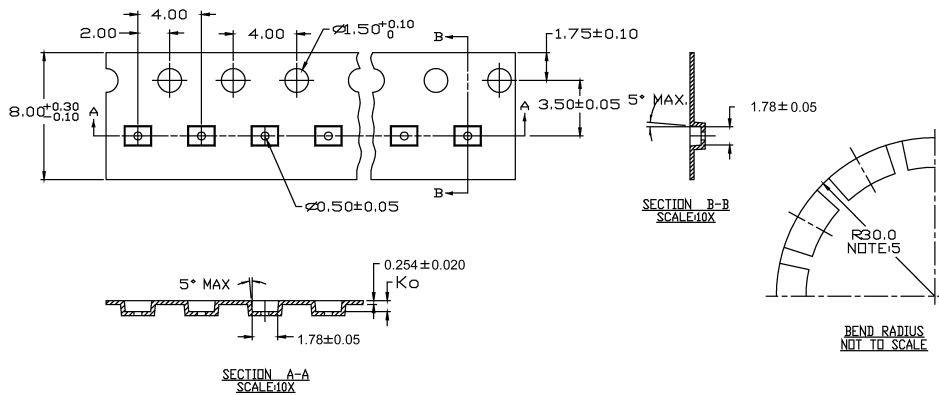 4.00
2.00
4.00
⌀1.50 +0.10 0
B
1.75±0.10
8.00 +0.30 -0.10
A
A
3.50±0.05
5° MAX.
1.78±0.05
B
⌀0.50±0.05
SECTION B-B
SCALE:10X
R30.0
NOTE:5
5° MAX
0.254±0.020
Ko
1.78±0.05
BEND RADIUS
NOT TO SCALE
SECTION A-A
SCALE:10X